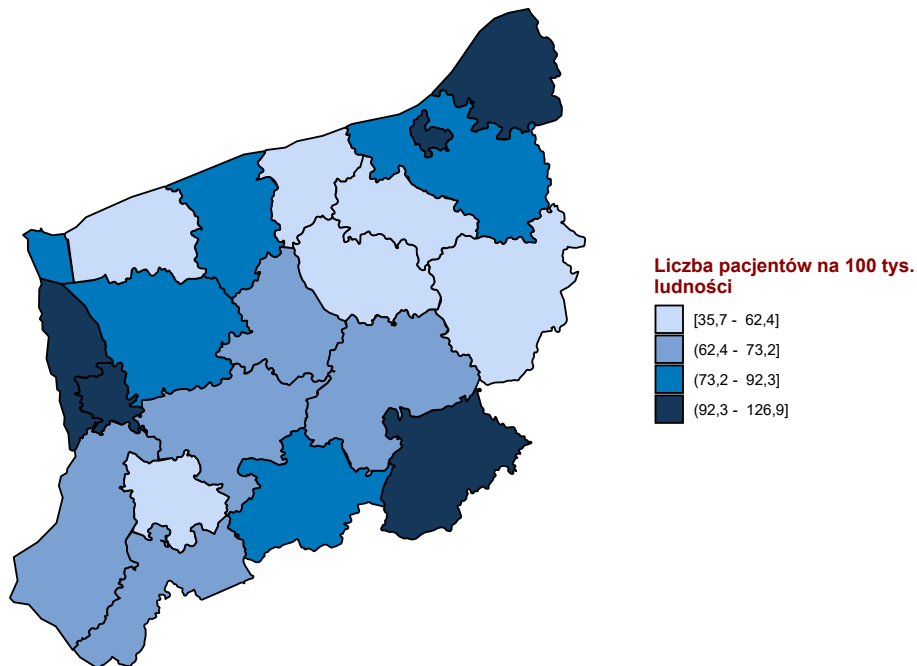 Liczba pacjentów na 100 tys.
ludności
[35,7 - 62,4]
(62,4 - 73,2]
(73,2 - 92,3]
(92,3 - 126,9]